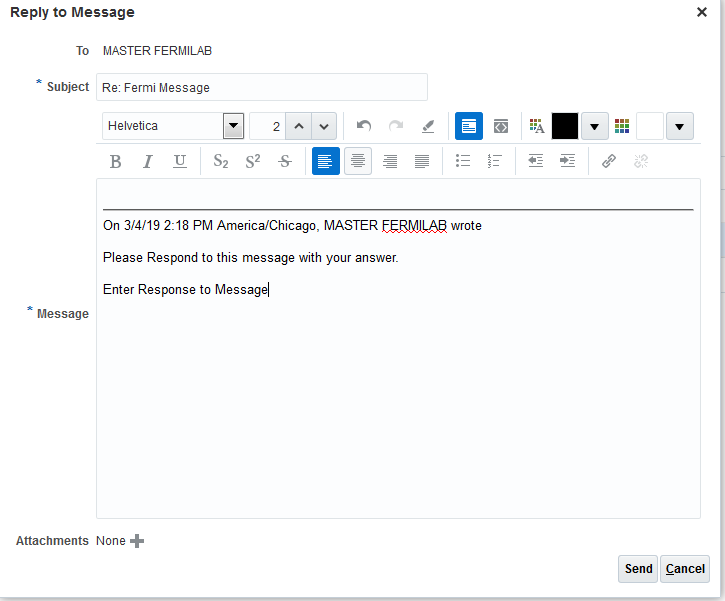 Reply to Message
To MASTER FERMILAB
* Subject Re: Fermi Message
Helvetica 2
B I U S2 S2 S
On 3/4/19 2:18 PM America/Chicago, MASTER FERMILAB wrote
Please Respond to this message with your answer.
Enter Response to Message
* Message
Attachments None
Send Cancel